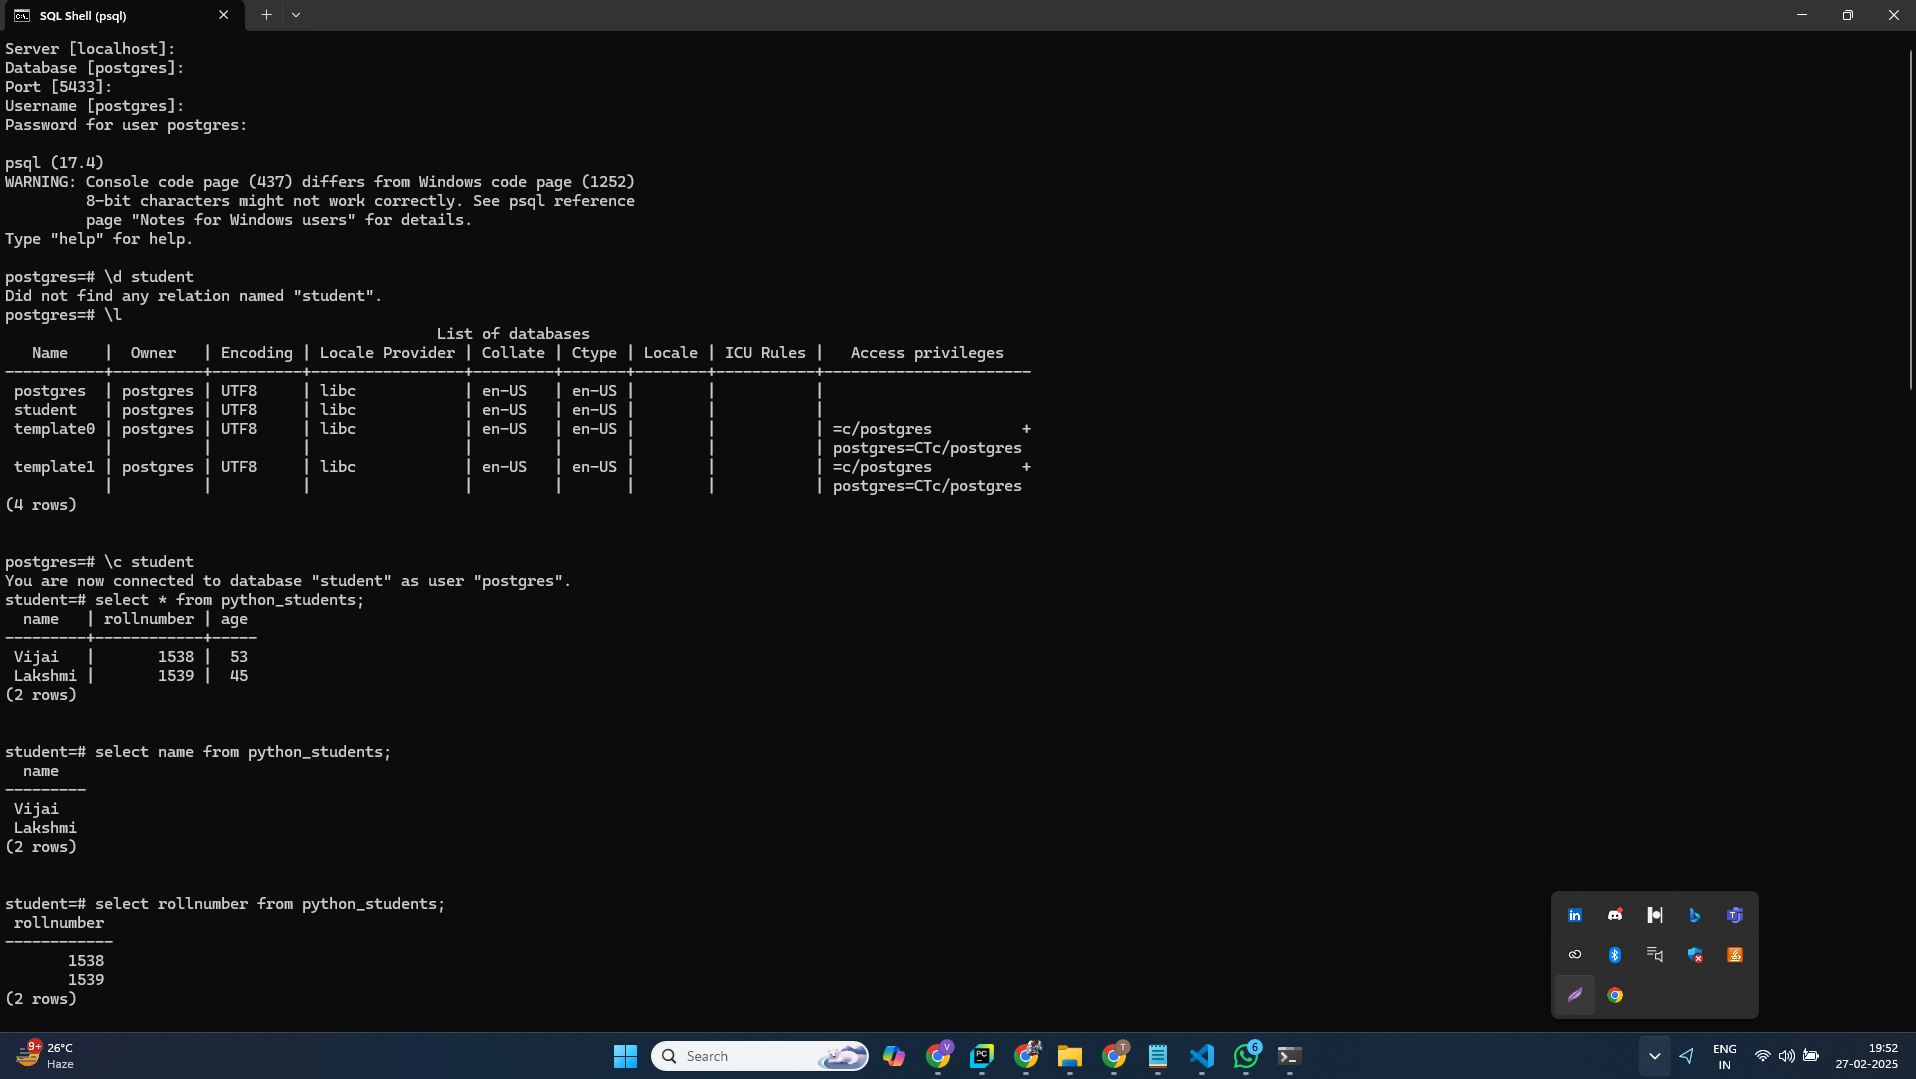 SQL Shell (psql)
Server [localhost]:
Database [postgres]:
Port [5433]:
Username [postgres]:
Password for user postgres:
psql (17.4)
WARNING: Console code page (437) differs from Windows code page (1252)
         8-bit characters might not work correctly. See psql reference
         page "Notes for Windows users" for details.
Type "help" for help.
postgres=# \d student
Did not find any relation named "student".
postgres=# \l
                                                List of databases
   Name    |  Owner   | Encoding | Locale Provider | Collate | Ctype | Locale | ICU Rules |   Access privileges
-----------+----------+----------+-----------------+---------+-------+--------+-----------+-----------------------
 postgres  | postgres | UTF8     | libc            | en-US   | en-US |        |           |
 student   | postgres | UTF8     | libc            | en-US   | en-US |        |           |
 template0 | postgres | UTF8     | libc            | en-US   | en-US |        |           | =c/postgres          +
           |          |          |                 |         |       |        |           | postgres=CTc/postgres
 template1 | postgres | UTF8     | libc            | en-US   | en-US |        |           | =c/postgres          +
           |          |          |                 |         |       |        |           | postgres=CTc/postgres
(4 rows)
postgres=# \c student
You are now connected to database "student" as user "postgres".
student=# select * from python_students;
  name   | rollnumber | age
---------+------------+-----
 Vijai   |       1538 |  53
 Lakshmi |       1539 |  45
(2 rows)
student=# select name from python_students;
  name
---------
 Vijai
 Lakshmi
(2 rows)
student=# select rollnumber from python_students;
 rollnumber
------------
       1538
       1539
(2 rows)
9+
26°C
Haze
Search
V
PC
T
6
ENG
IN
19:52
27-02-2025